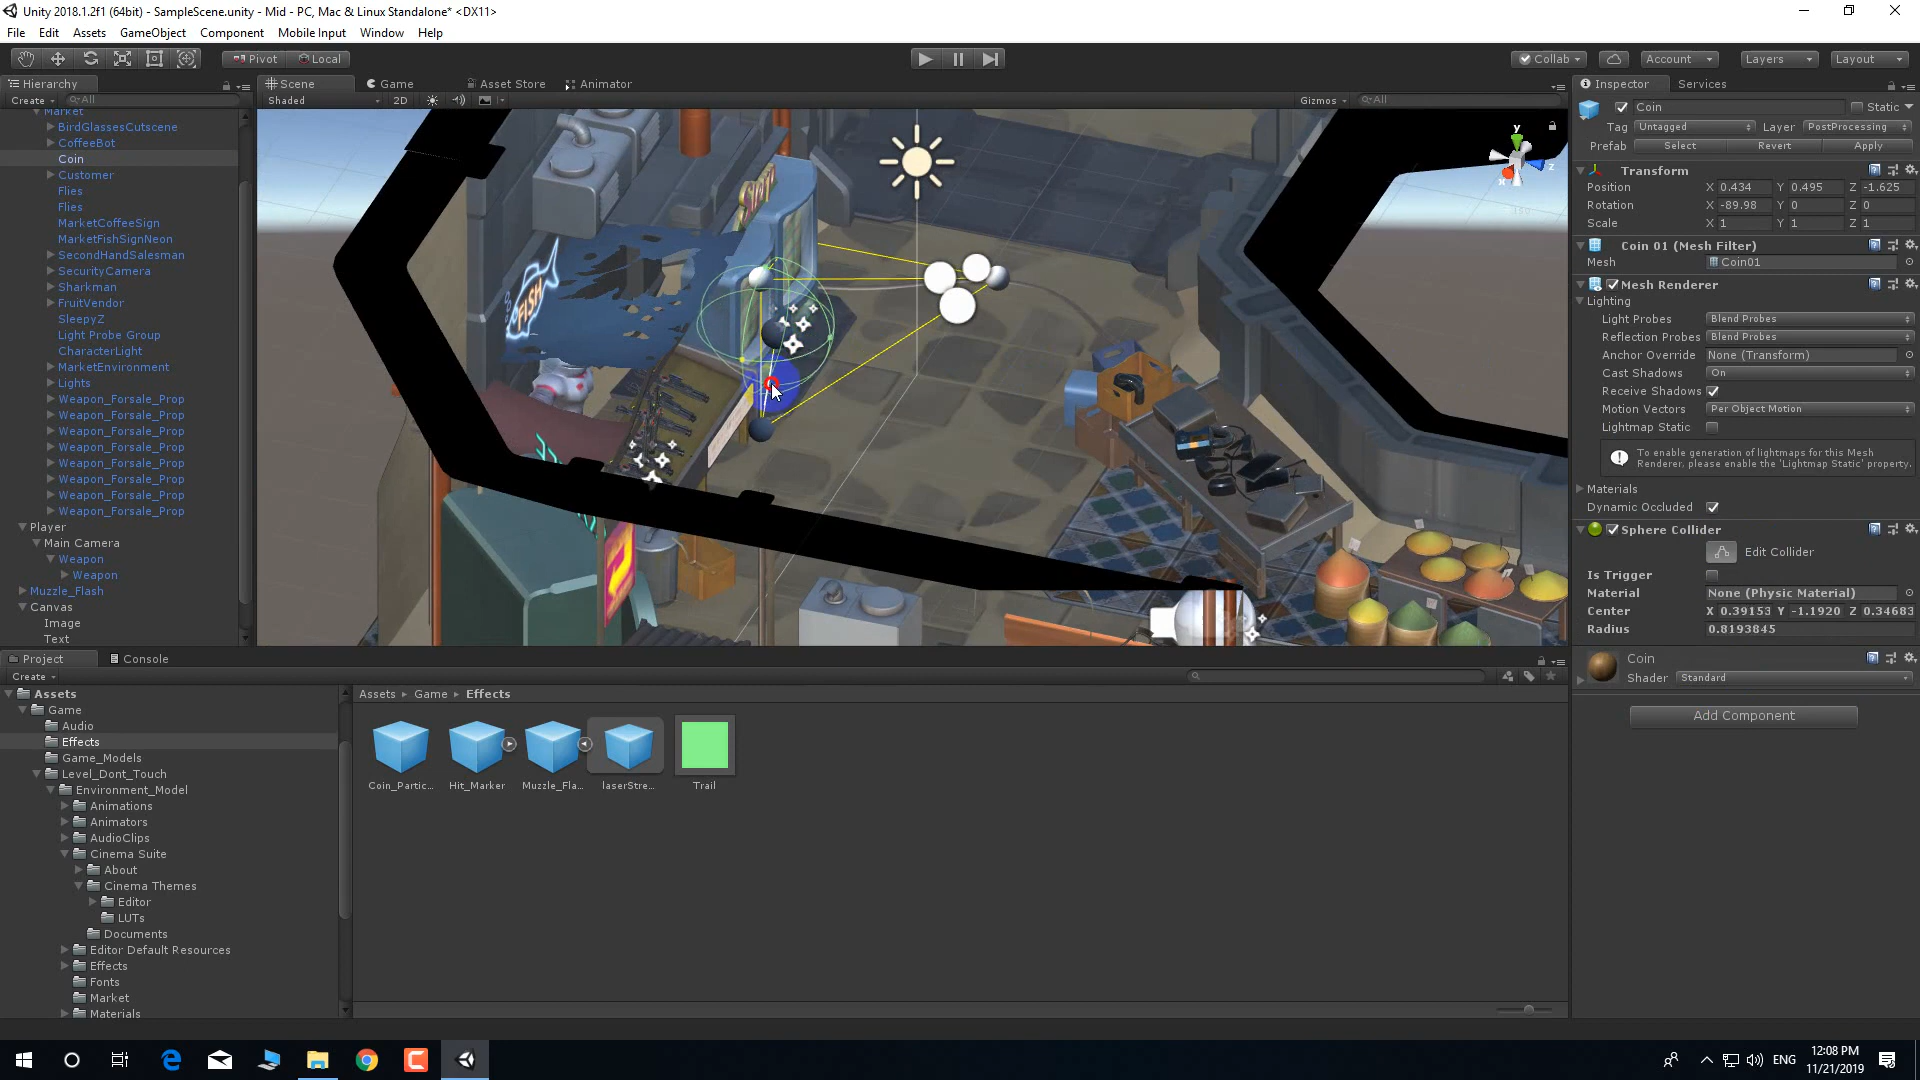 Unity 2018.1.2f1 (64bit) - SampleScene.unity - Mid - PC, Mac & Linux Standalone* <DX11>
File Edit Assets GameObject Component Mobile Input Window Help
Pivot Local Collab Account Layers Layout
Hierarchy Scene Game Asset Store Animator Inspector Services
Create All Shaded 2D Gizmos All
Market
BirdGlassesCutscene
CoffeeBot
Coin
Customer
Flies
Flies
MarketCoffeeSign
MarketFishSignNeon
SecondHandSalesman
SecurityCamera
Sharkman
FruitVendor
SleepyZ
Light Probe Group
CharacterLight
MarketEnvironment
Lights
Weapon_Forsale_Prop
Weapon_Forsale_Prop
Weapon_Forsale_Prop
Weapon_Forsale_Prop
Weapon_Forsale_Prop
Weapon_Forsale_Prop
Weapon_Forsale_Prop
Weapon_Forsale_Prop
Player
Main Camera
Weapon
Weapon
Muzzle_Flash
Canvas
Image
Text
FISH
y
x z
Coin Static
Tag Untagged Layer PostProcessing
Prefab Select Revert Apply
Transform
Position X 0.434 Y 0.495 Z -1.625
Rotation X -89.98 Y 0 Z 0
Scale X 1 Y 1 Z 1
Coin 01 (Mesh Filter)
Mesh Coin01
Mesh Renderer
Lighting
Light Probes Blend Probes
Reflection Probes Blend Probes
Anchor Override None (Transform)
Cast Shadows On
Receive Shadows
Motion Vectors Per Object Motion
Lightmap Static
To enable generation of lightmaps for this Mesh
Renderer, please enable the 'Lightmap Static' property.
Materials
Dynamic Occluded
Sphere Collider
Edit Collider
Is Trigger
Material None (Physic Material)
Center X 0.39153 Y -1.1920 Z 0.34683
Radius 0.8193845
Coin
Shader Standard
Add Component
Project Console
Create
Assets
Game
Audio
Effects
Game_Models
Level_Dont_Touch
Environment_Model
Animations
Animators
AudioClips
Cinema Suite
About
Cinema Themes
Editor
LUTs
Documents
Editor Default Resources
Effects
Fonts
Market
Materials
Assets Game Effects
Coin_Partic... Hit_Marker Muzzle_Fla... laserStre... Trail
ENG
12:08 PM
11/21/2019